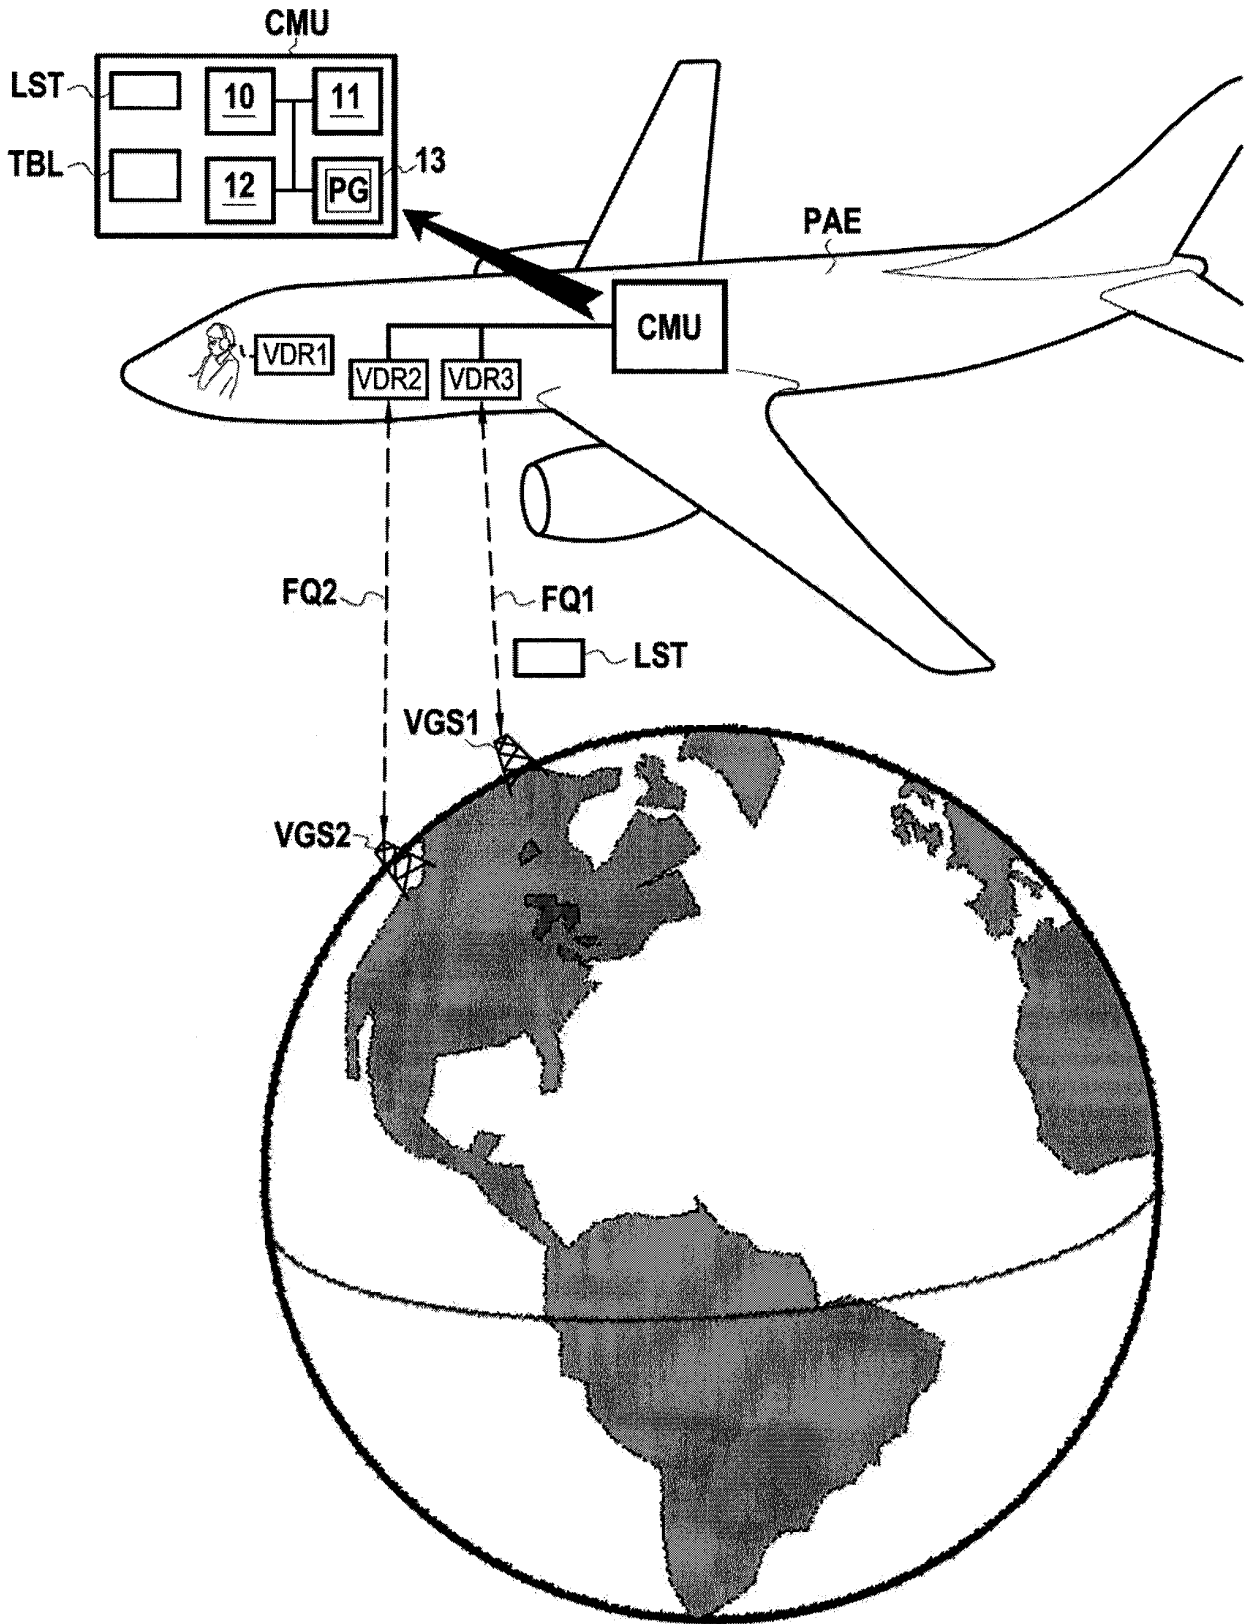 CMU
LST
10
11
TBL
12
PG
13
PAE
CMU
VDR1
VDR2
VDR3
FQ2
FQ1
LST
VGS1
VGS2